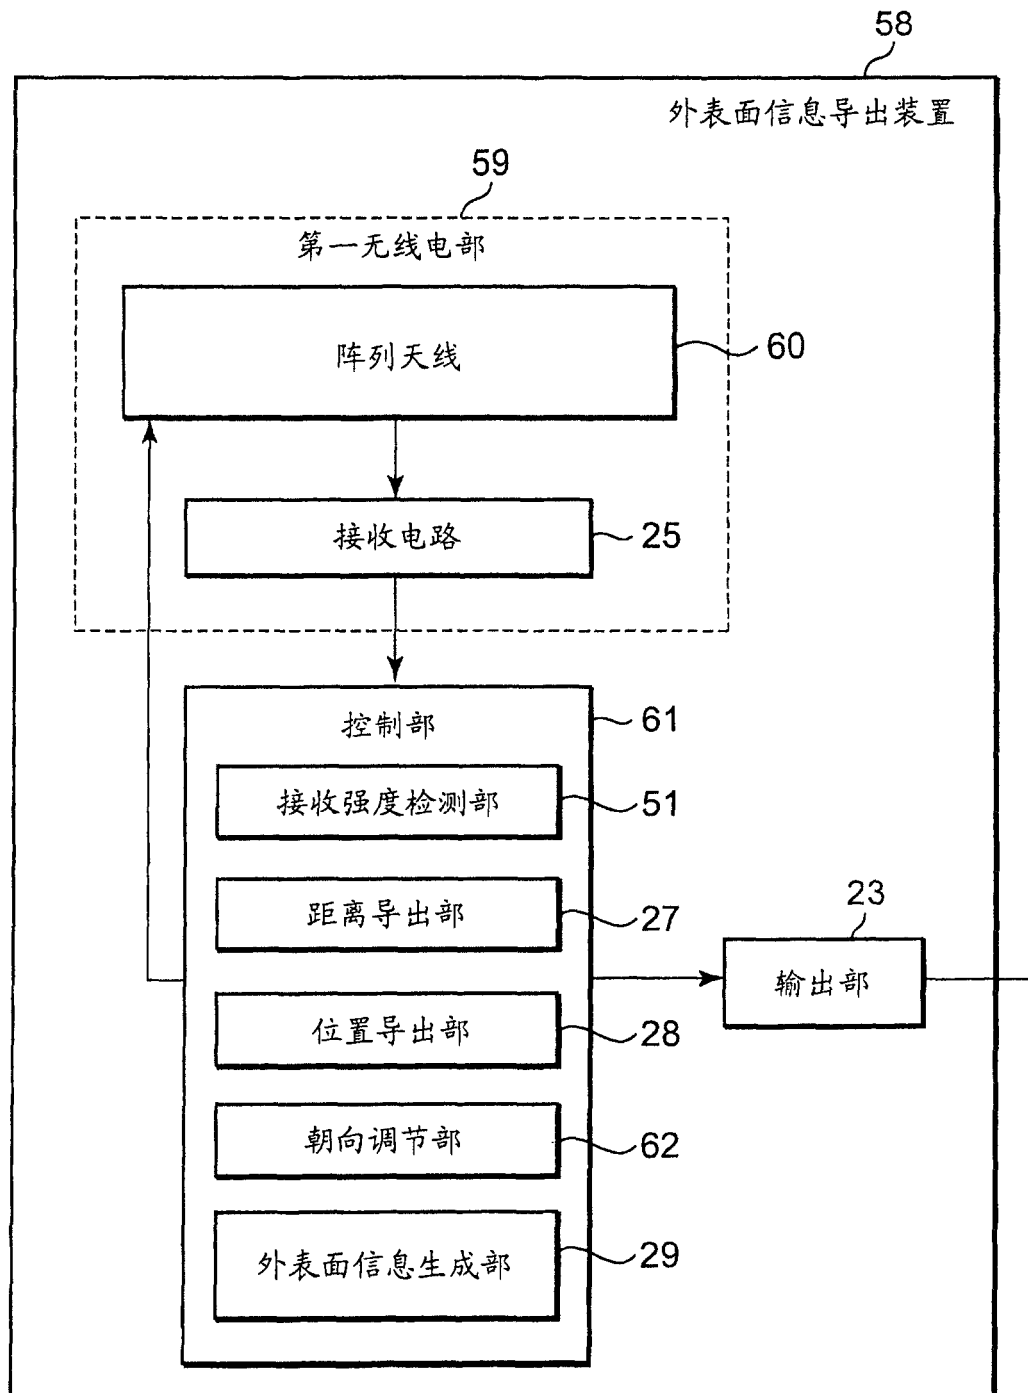 58
外表面信息导出装置
59
第一无线电部
阵列天线
60
接收电路
25
控制部
61
接收强度检测部
51
距离导出部
27
23
输出部
位置导出部
28
朝向调节部
62
外表面信息生成部
29